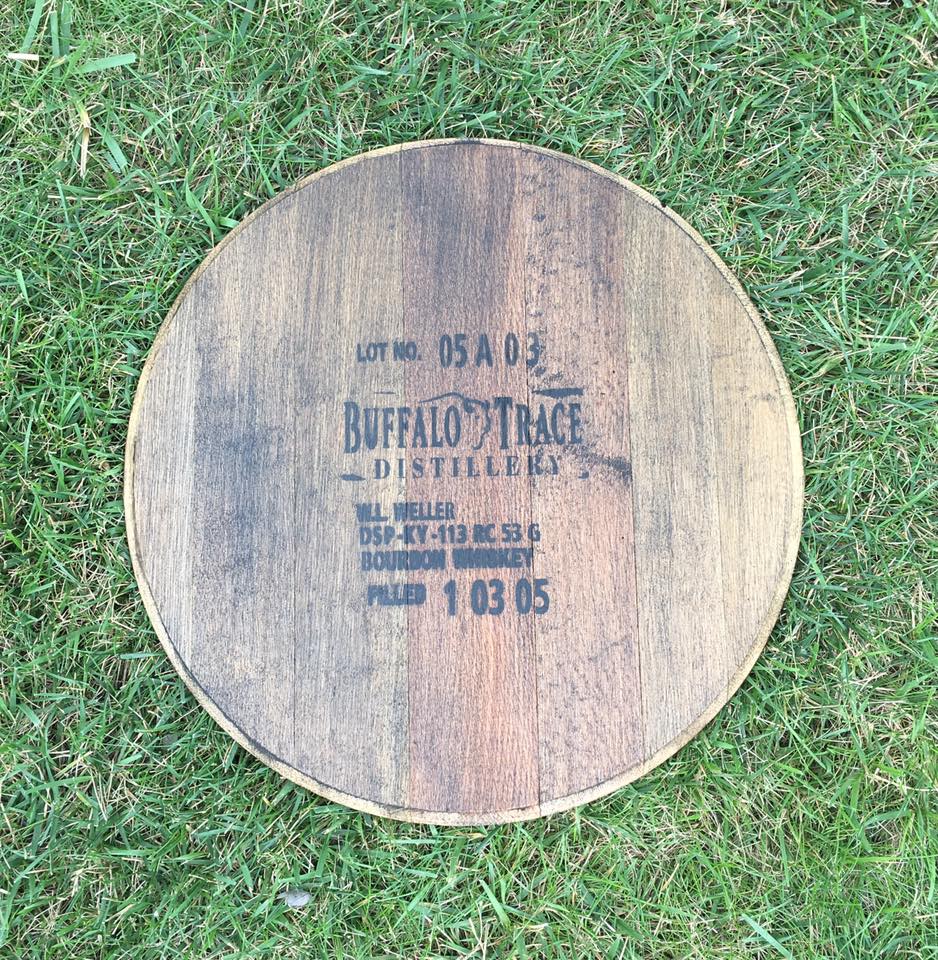 LOT NO. 05 A 03
BUFFALO TRACE
DISTILLERY
W.L. WELLER
DSP-KY-113 RC 53 G
BOURBON WHISKEY
FILLED 1 03 05